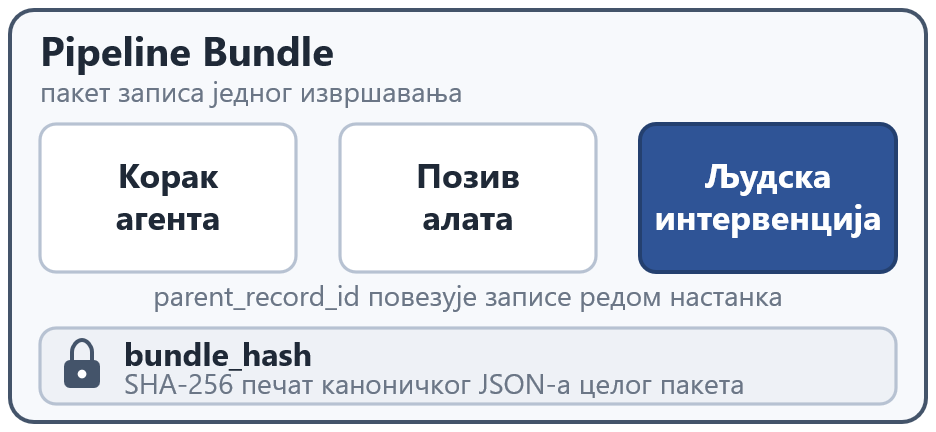 Pipeline Bundle
пакет записа једног извршавања
Корак
агента
Позив
алата
Људска
интервенција
parent_record_id повезује записе редом настанка
bundle_hash
SHA-256 печат каноничког JSON-а целог пакета